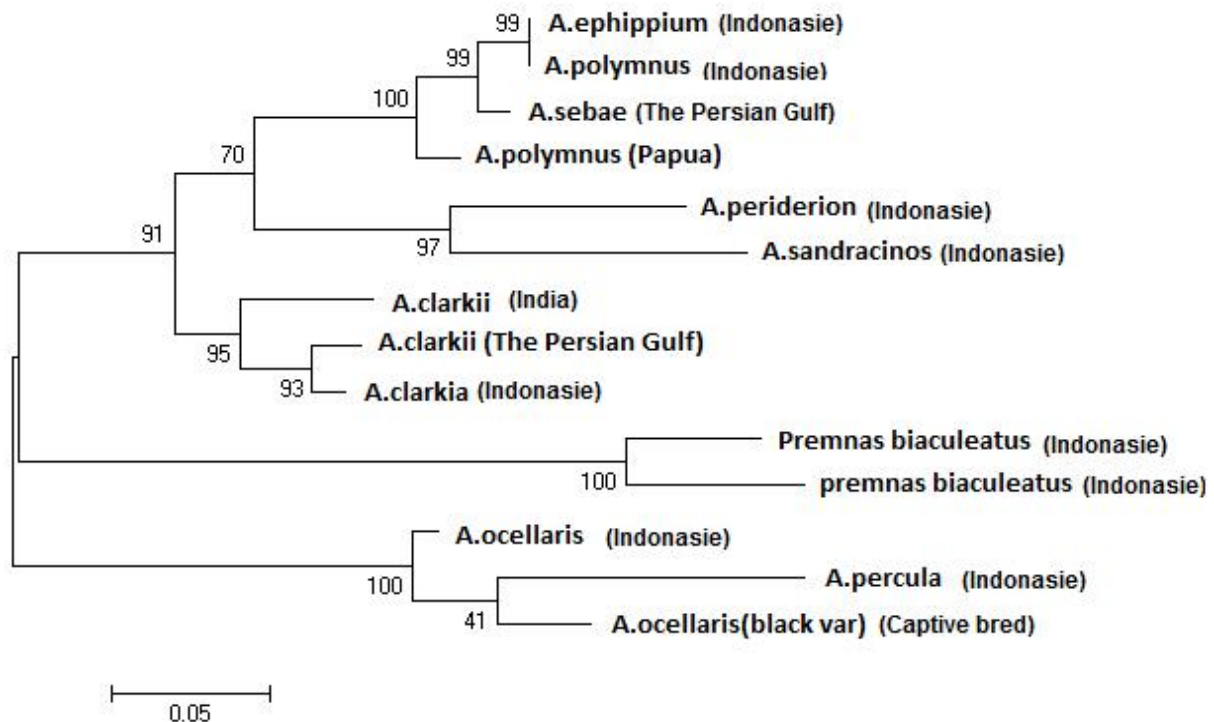 99 A.ephippium (Indonasie)
A.polymnus (Indonasie)
99
A.sebae (The Persian Gulf)
100
A.polymnus (Papua)
70
A.periderion (Indonasie)
91
97 A.sandracinos (Indonasie)
A.clarkii (India)
A.clarkii (The Persian Gulf)
95
93 A.clarkia (Indonasie)
Premnas biaculeatus (Indonasie)
100 premnas biaculeatus (Indonasie)
A.ocellaris (Indonasie)
100 A.percula (Indonasie)
41 A.ocellaris(black var) (Captive bred)
0.05